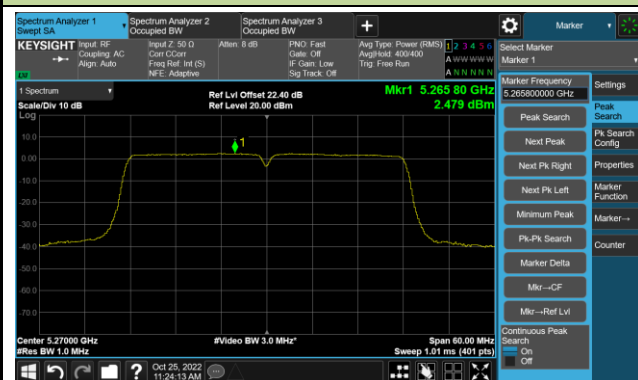 Spectrum Analyzer 1
Swept SA
Spectrum Analyzer 2
Occupied BW
Spectrum Analyzer 3
Occupied BW
+
Marker
KEYSIGHT
Input: RF
Coupling: AC
Align: Auto
Input Z: 50 Ω
Corr CCorr
Freq Ref: Int (S)
NFE: Adaptive
Atten: 8 dB
PNO: Fast
Gate: Off
IF Gain: Low
Sig Track: Off
Avg Type: Power (RMS)
Avg|Hold: 400/400
Trig: Free Run
1 2 3 4 5 6
A W W W W W
A N N N N N
Select Marker
Marker 1
1 Spectrum
Scale/Div 10 dB
Log
Ref Lvl Offset 22.40 dB
Ref Level 20.00 dBm
Mkr1 5.265 80 GHz
2.479 dBm
1
10.0
0.00
-10.0
-20.0
-30.0
-40.0
-50.0
-60.0
-70.0
Center 5.27000 GHz
#Res BW 1.0 MHz
#Video BW 3.0 MHz*
Span 60.00 MHz
Sweep 1.01 ms (401 pts)
Marker Frequency
5.265800000 GHz
Peak Search
Next Peak
Next Pk Right
Next Pk Left
Minimum Peak
Pk-Pk Search
Marker Delta
Mkr→CF
Mkr→Ref Lvl
Continuous Peak
Search
On
Off
Settings
Peak
Search
Pk Search
Config
Properties
Marker
Function
Marker→
Counter
?
Oct 25, 2022
11:24:13 AM